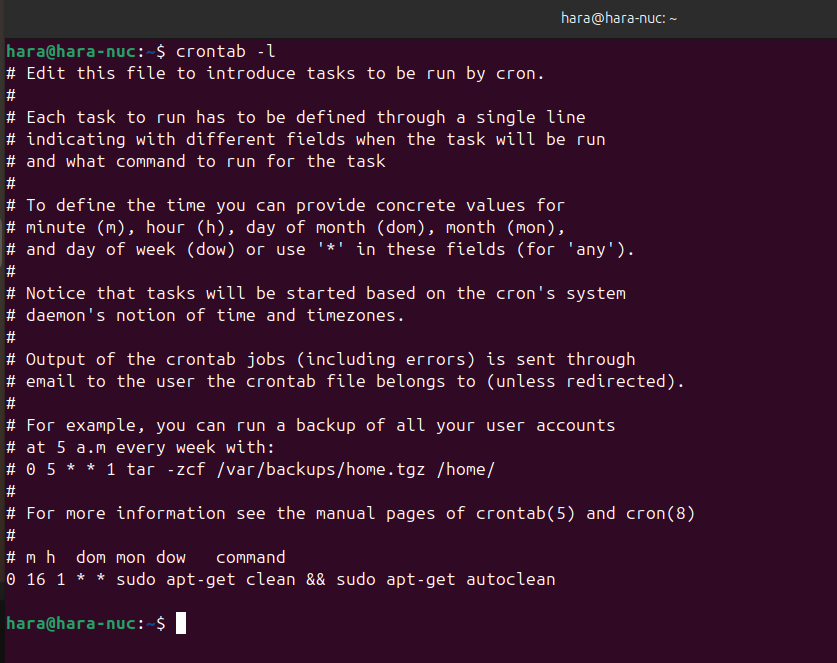 hara@hara-nuc: ~
hara@hara-nuc:~$ crontab -l
# Edit this file to introduce tasks to be run by cron.
#
# Each task to run has to be defined through a single line
# indicating with different fields when the task will be run
# and what command to run for the task
#
# To define the time you can provide concrete values for
# minute (m), hour (h), day of month (dom), month (mon),
# and day of week (dow) or use '*' in these fields (for 'any').
#
# Notice that tasks will be started based on the cron's system
# daemon's notion of time and timezones.
#
# Output of the crontab jobs (including errors) is sent through
# email to the user the crontab file belongs to (unless redirected).
#
# For example, you can run a backup of all your user accounts
# at 5 a.m every week with:
# 0 5 * * 1 tar -zcf /var/backups/home.tgz /home/
#
# For more information see the manual pages of crontab(5) and cron(8)
#
# m h  dom mon dow   command
0 16 1 * * sudo apt-get clean && sudo apt-get autoclean
hara@hara-nuc:~$